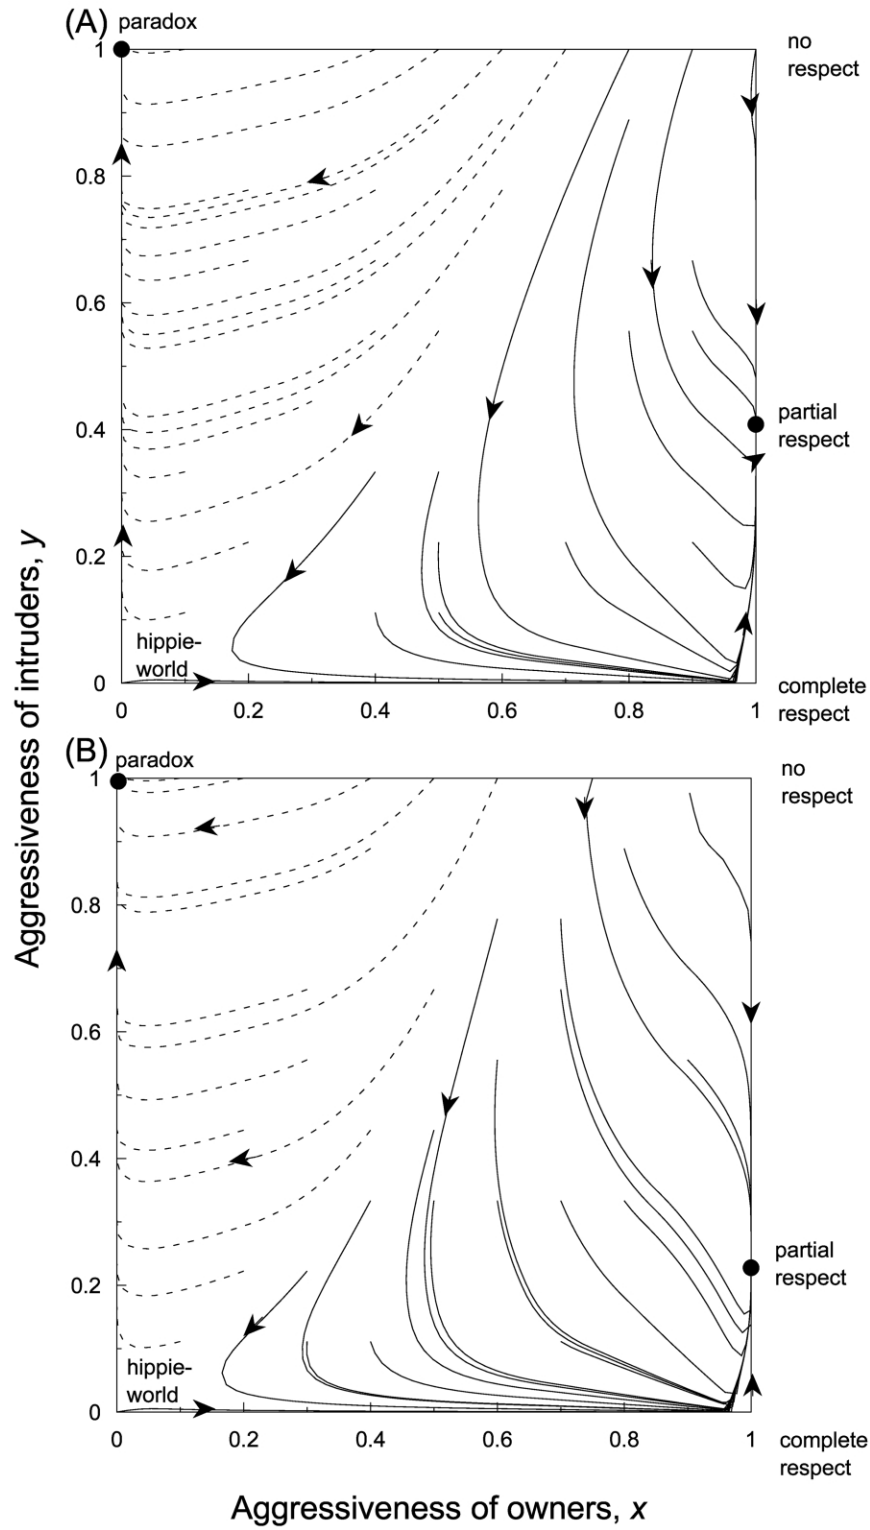 (A)
paradox
no
respect
1
0.8
0.6
partial
respect
0.4
0.2
hippie-
world
complete
respect
0
0
0.2
0.4
0.6
0.8
1
Aggressiveness of intruders, y
(B)
paradox
no
respect
1
0.8
0.6
0.4
partial
respect
0.2
hippie-
world
0
complete
respect
0
0.2
0.4
0.6
0.8
1
Aggressiveness of owners, x